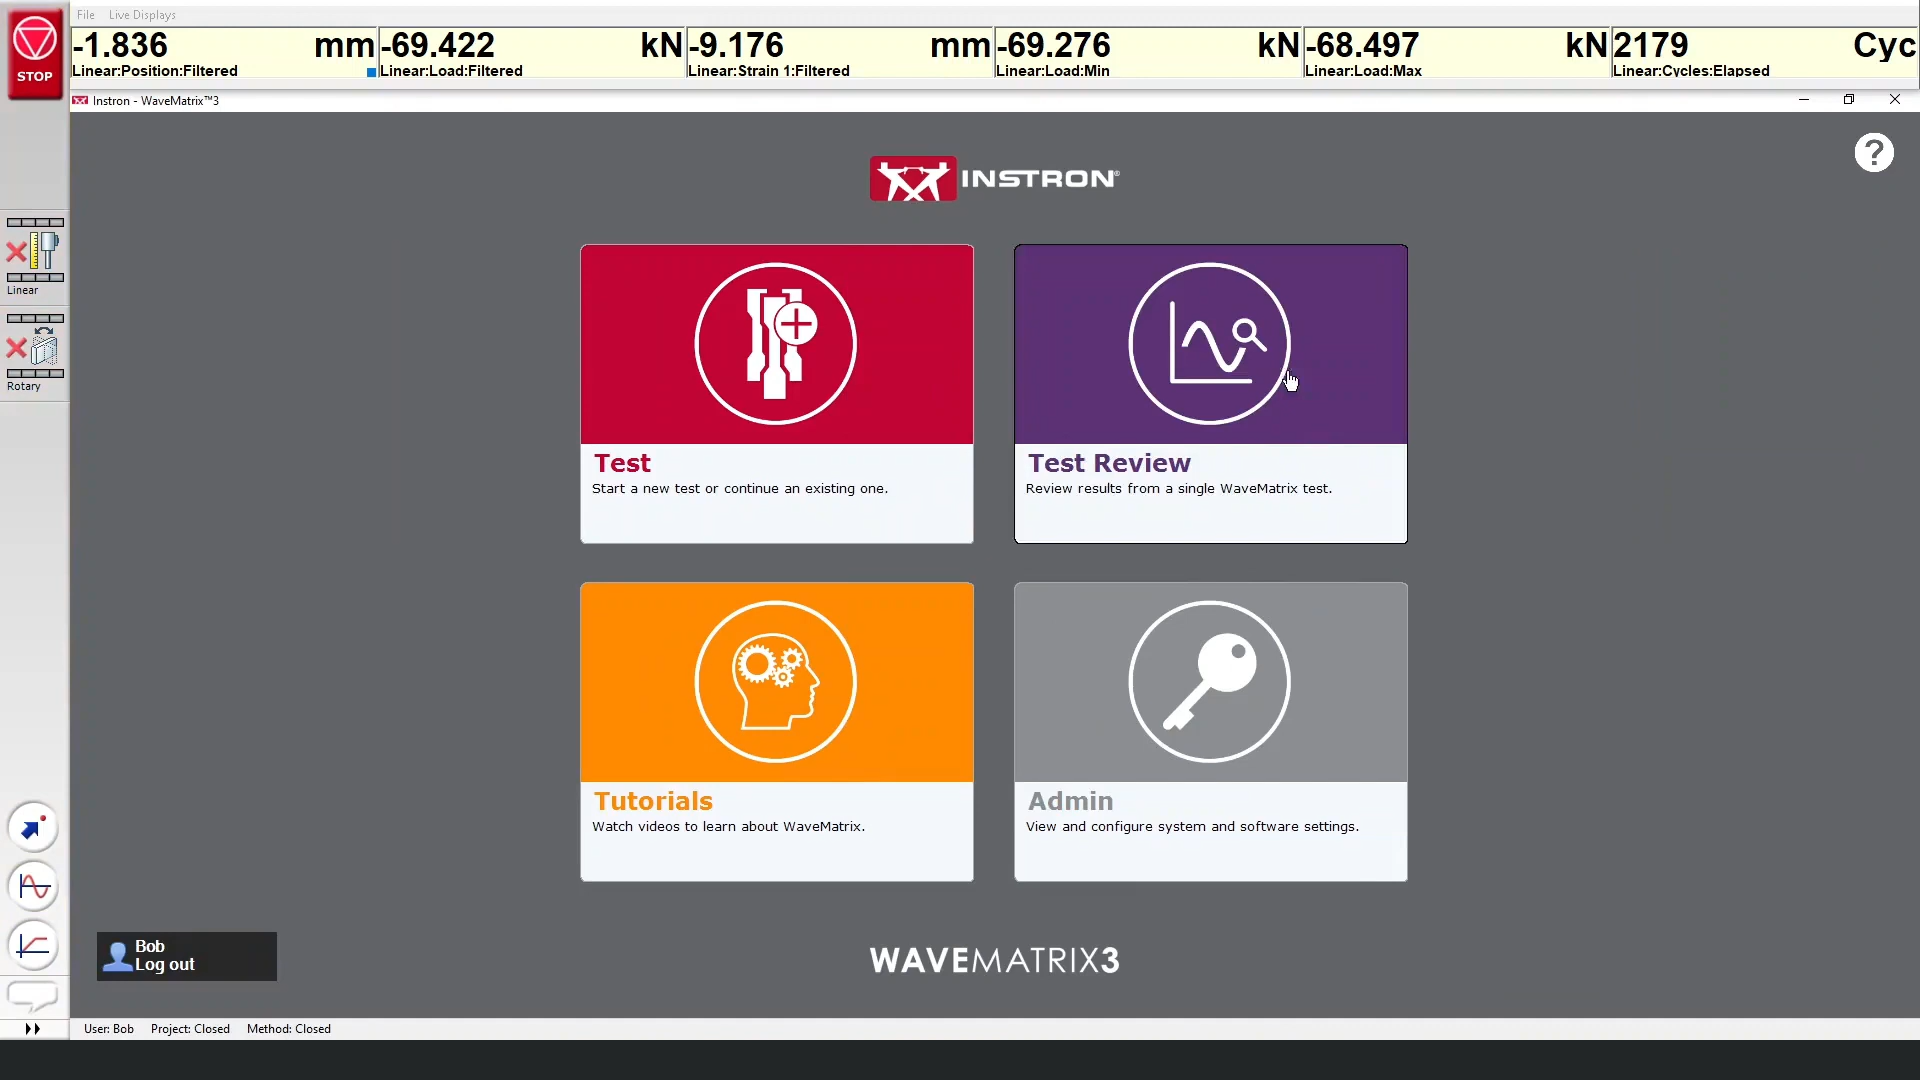 File Live Displays
STOP
-1.836 mm
Linear:Position:Filtered
-69.422 kN
Linear:Load:Filtered
-9.176 mm
Linear:Strain 1:Filtered
-69.276 kN
Linear:Load:Min
-68.497 kN
Linear:Load:Max
2179 Cyc
Linear:Cycles:Elapsed
Instron - WaveMatrix™3
?
INSTRON®
Linear
Rotary
Test
Start a new test or continue an existing one.
Test Review
Review results from a single WaveMatrix test.
Tutorials
Watch videos to learn about WaveMatrix.
Admin
View and configure system and software settings.
Bob
Log out
WAVEMATRIX3
User: Bob Project: Closed Method: Closed